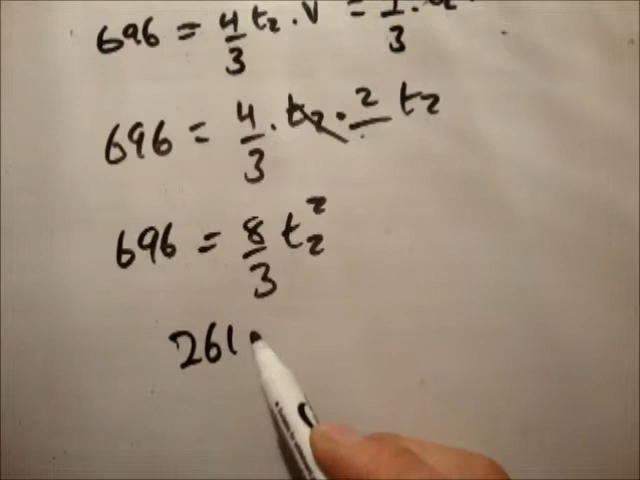 696 = 4/3 t₂ . V = 1/3 .
696 = 4/3 . t₂ . 2 t₂
696 = 8/3 t₂²
261.